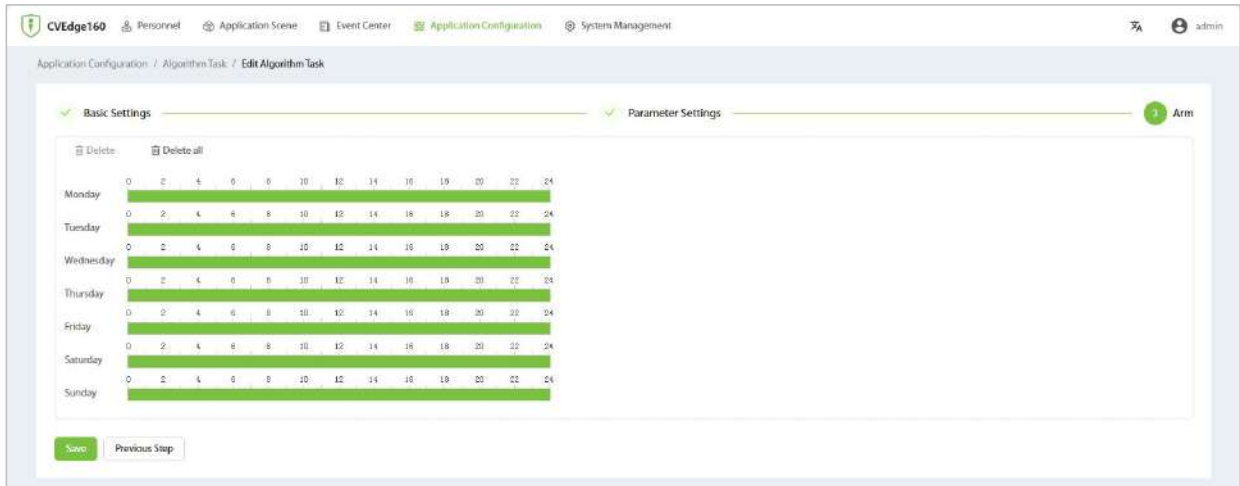 CVEdge160 Personnel Application Scene Event Center Application Configuration System Management admin
Application Configuration / Algorithm Task / Edit Algorithm Task
Basic Settings Parameter Settings 3 Arm
Delete Delete all
0 2 4 6 8 10 12 14 16 18 20 22 24
Monday
0 2 4 6 8 10 12 14 16 18 20 22 24
Tuesday
0 2 4 6 8 10 12 14 16 18 20 22 24
Wednesday
0 2 4 6 8 10 12 14 16 18 20 22 24
Thursday
0 2 4 6 8 10 12 14 16 18 20 22 24
Friday
0 2 4 6 8 10 12 14 16 18 20 22 24
Saturday
0 2 4 6 8 10 12 14 16 18 20 22 24
Sunday
Save Previous Step